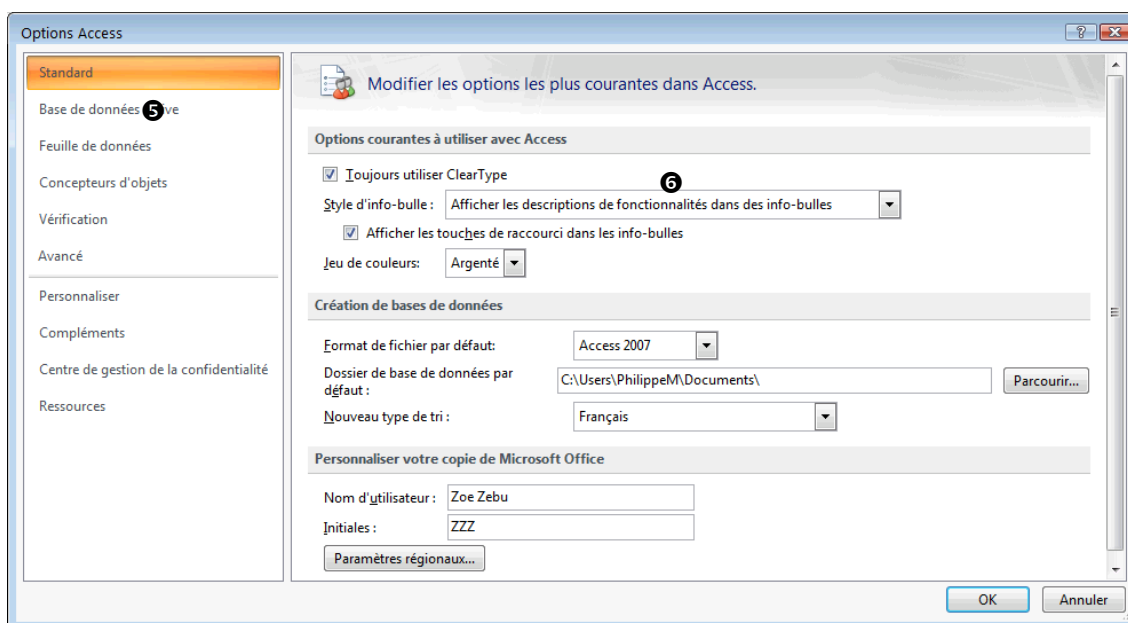 Options Access
Standard
Base de données ❺ ive
Feuille de données
Concepteurs d'objets
Vérification
Avancé
Personnaliser
Compléments
Centre de gestion de la confidentialité
Ressources
Modifier les options les plus courantes dans Access.
Options courantes à utiliser avec Access
Toujours utiliser ClearType
❻
Style d'info-bulle : Afficher les descriptions de fonctionnalités dans des info-bulles
Afficher les touches de raccourci dans les info-bulles
Jeu de couleurs: Argenté
Création de bases de données
Format de fichier par défaut: Access 2007
Dossier de base de données par
défaut : C:\Users\PhilippeM\Documents\ Parcourir...
Nouveau type de tri : Français
Personnaliser votre copie de Microsoft Office
Nom d'utilisateur : Zoe Zebu
Initiales : ZZZ
Paramètres régionaux...
OK Annuler